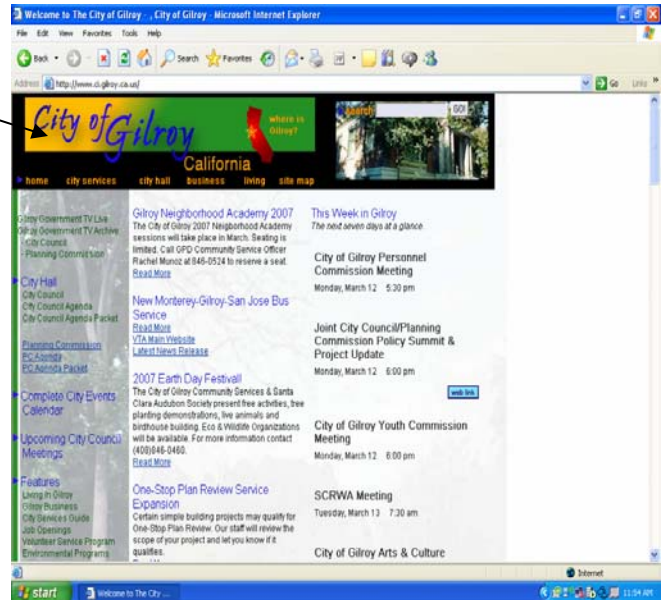 Welcome to The City of Gilroy - , City of Gilroy - Microsoft Internet Explorer
File Edit View Favorites Tools Help
Back Search Favorites
Address http://www.ci.gilroy.ca.us/ Go Links
City of Gilroy
California
where is
Gilroy?
search GO!
home city services city hall business living site map
Gilroy Government TV Live
Gilroy Government TV Archive
- City Council
- Planning Commission
City Hall
City Council
City Council Agenda
City Council Agenda Packet
Planning Commission
PC Agenda
PC Agenda Packet
Complete City Events
Calendar
Upcoming City Council
Meetings
Features
Living in Gilroy
Gilroy Business
City Services Guide
Job Openings
Volunteer Service Program
Environmental Programs
Gilroy Neighborhood Academy 2007
The City of Gilroy 2007 Neigborhood Academy
sessions will take place in March. Seating is
limited. Call GPD Community Service Officer
Rachel Munoz at 846-0524 to reserve a seat.
Read More
New Monterey-Gilroy-San Jose Bus
Service
Read More
VTA Main Website
Latest News Release
2007 Earth Day Festivall
The City of Gilroy Community Services & Santa
Clara Audubon Society present free activities, tree
planting demonstrations, live animals and
birdhouse building. Eco & Wildlife Organizations
will be available. For more information contact
(408)846-0460.
Read More
One-Stop Plan Review Service
Expansion
Certain simple building projects may qualify for
One-Stop Plan Review. Our staff will review the
scope of your project and let you know if it
qualifies.
This Week in Gilroy
The next seven days at a glance.
City of Gilroy Personnel
Commission Meeting
Monday, March 12 5:30 pm
Joint City Council/Planning
Commission Policy Summit &
Project Update
Monday, March 12 6:00 pm
web link
City of Gilroy Youth Commission
Meeting
Monday, March 12 6:00 pm
SCRWA Meeting
Tuesday, March 13 7:30 am
City of Gilroy Arts & Culture
Internet
start Welcome to The City ... 11:54 AM